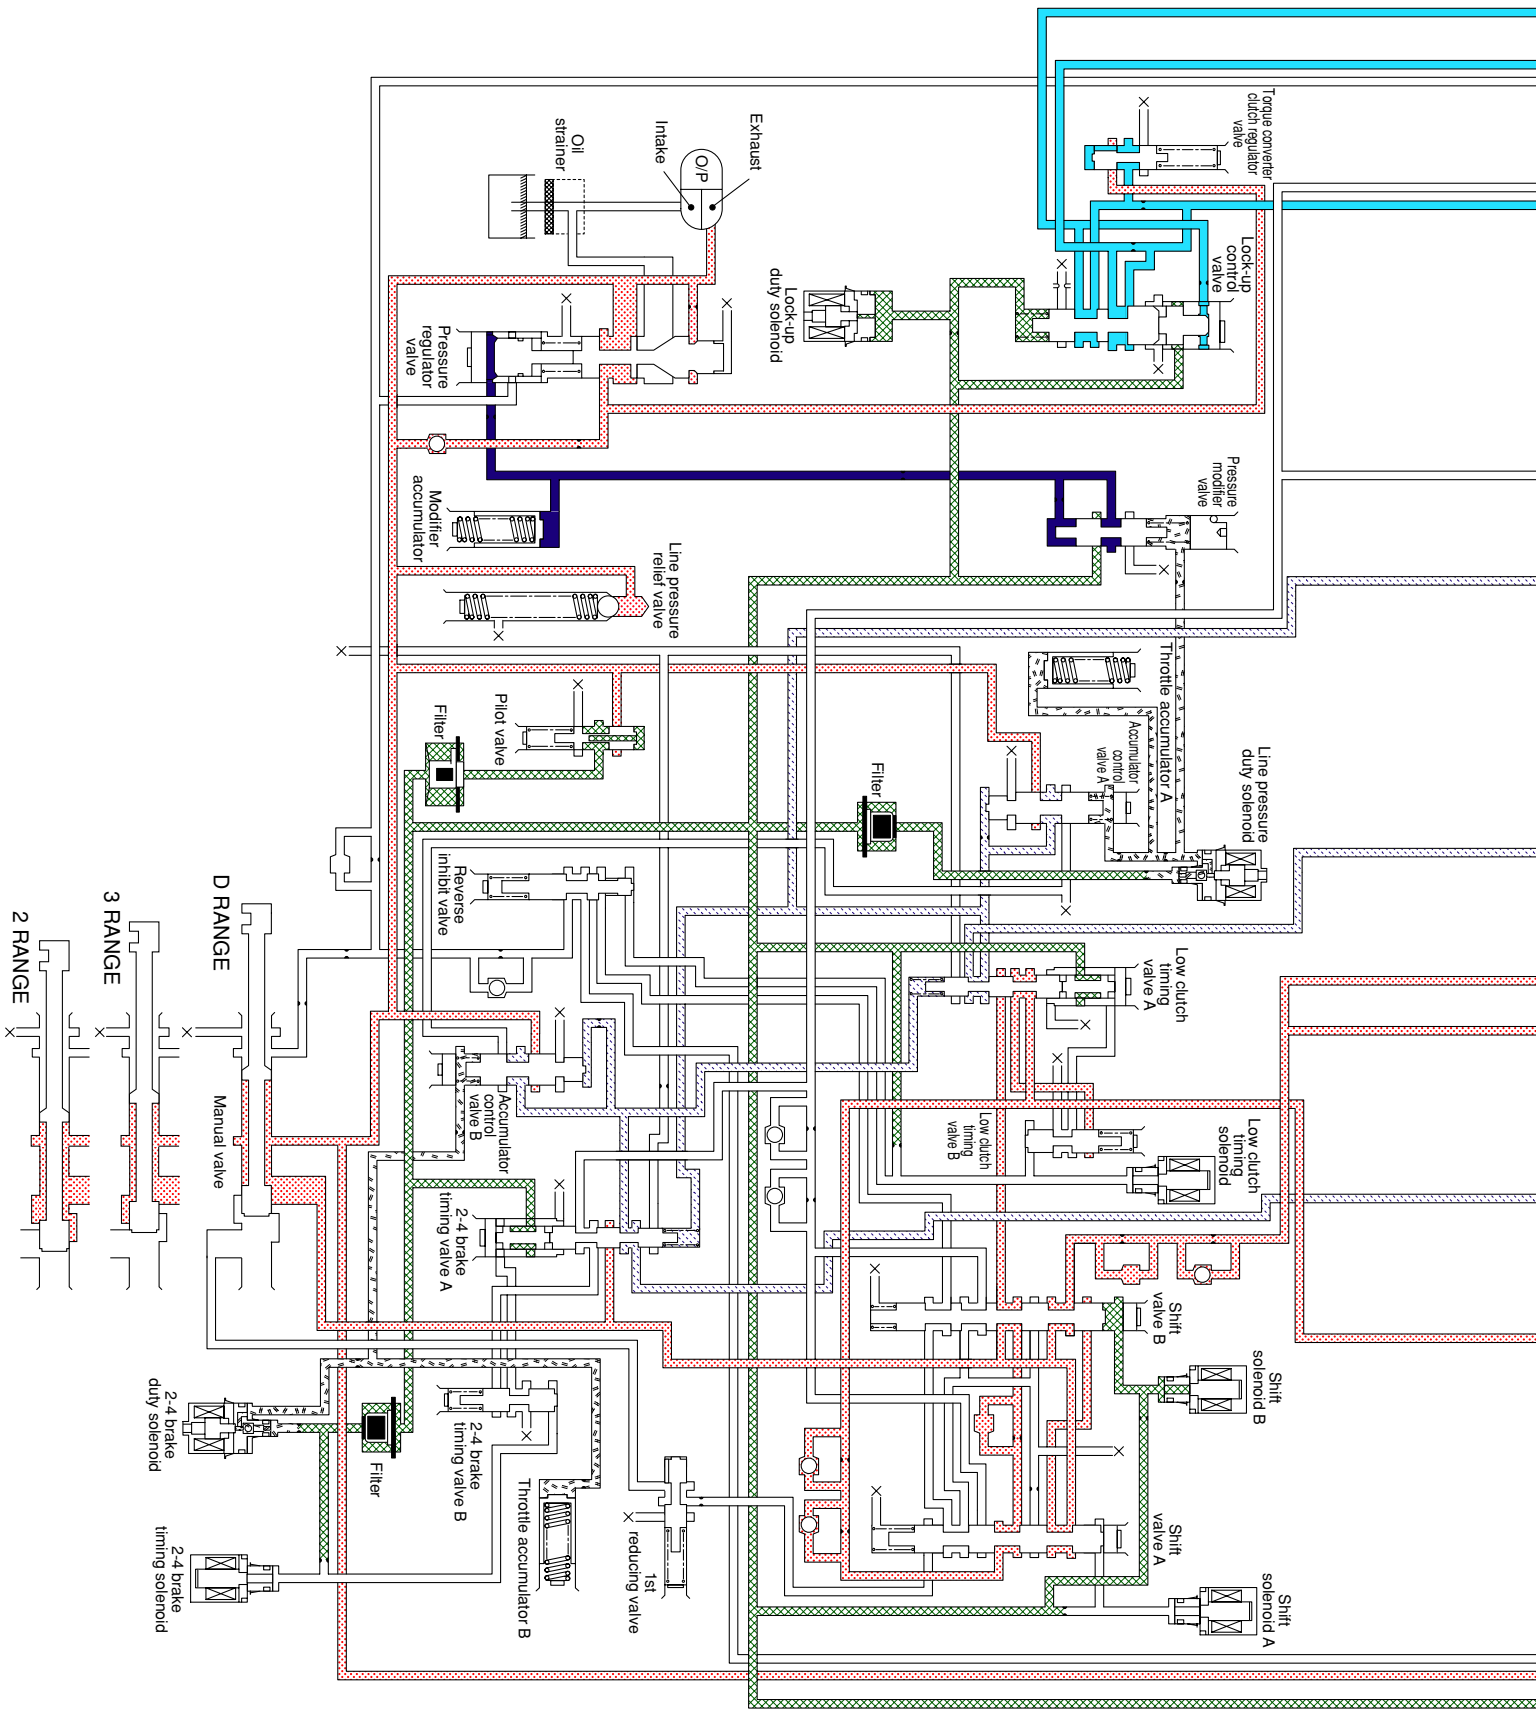 Torque converter
clutch regulator
valve
Exhaust
Intake
O/P
Oil
strainer
Lock-up
control
valve
Lock-up
duty solenoid
Pressure
regulator
valve
Pressure
modifier
valve
Modifier
accumulator
Line pressure
relief valve
Throttle accumulator A
Pilot valve
Filter
Accumulator
control
valve A
Line pressure
duty solenoid
Filter
Reverse
inhibit valve
D RANGE
3 RANGE
2 RANGE
Low clutch
timing
valve A
Manual valve
Accumulator
control
valve B
Low clutch
timing
valve B
Low clutch
timing
solenoid
2-4 brake
timing valve A
Shift
valve B
Shift
solenoid B
2-4 brake
duty solenoid
Filter
2-4 brake
timing valve B
Throttle accumulator B
1st
reducing valve
Shift
valve A
2-4 brake
timing solenoid
Shift
solenoid A